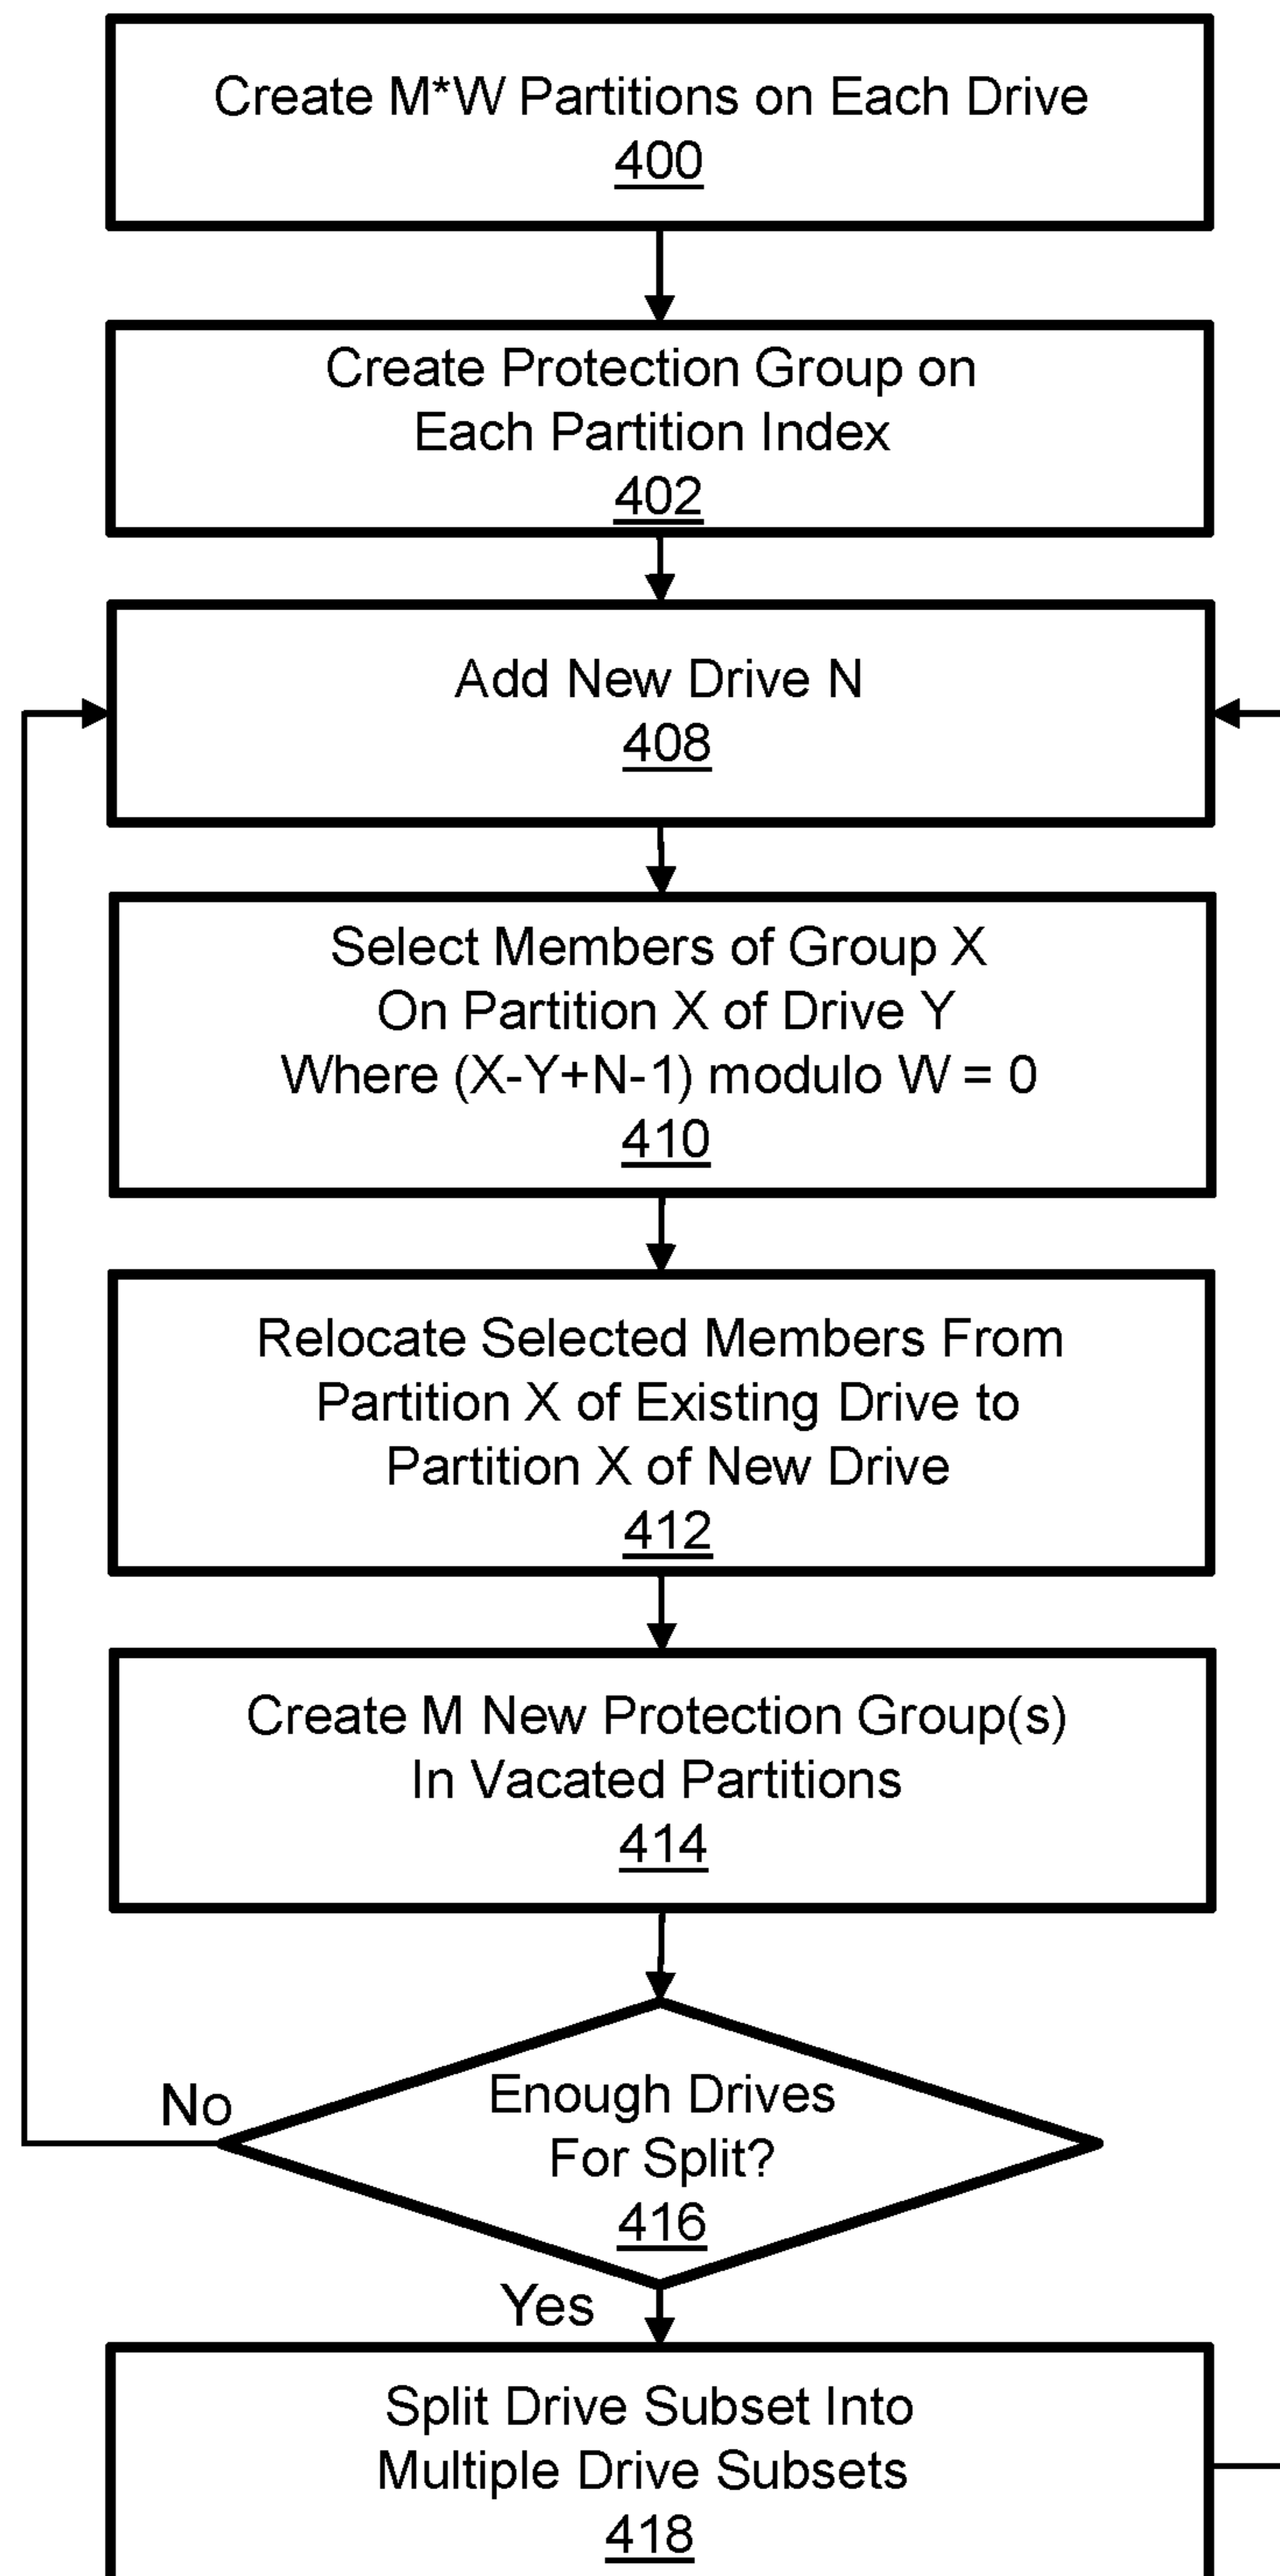 Create M*W Partitions on Each Drive
400
Create Protection Group on
Each Partition Index
402
Add New Drive N
408
Select Members of Group X
On Partition X of Drive Y
Where (X-Y+N-1) modulo W = 0
410
Relocate Selected Members From
Partition X of Existing Drive to
Partition X of New Drive
412
Create M New Protection Group(s)
In Vacated Partitions
414
No
Enough Drives
For Split?
416
Yes
Split Drive Subset Into
Multiple Drive Subsets
418